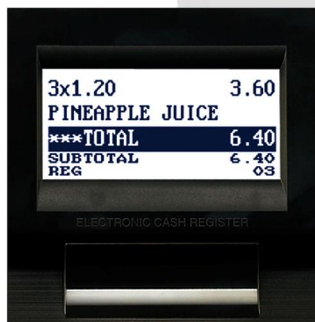 3x1.20 3.60
PINEAPPLE JUICE
***TOTAL 6.40
SUBTOTAL 6.40
REG 03
ELECTRONIC CASH REGISTER